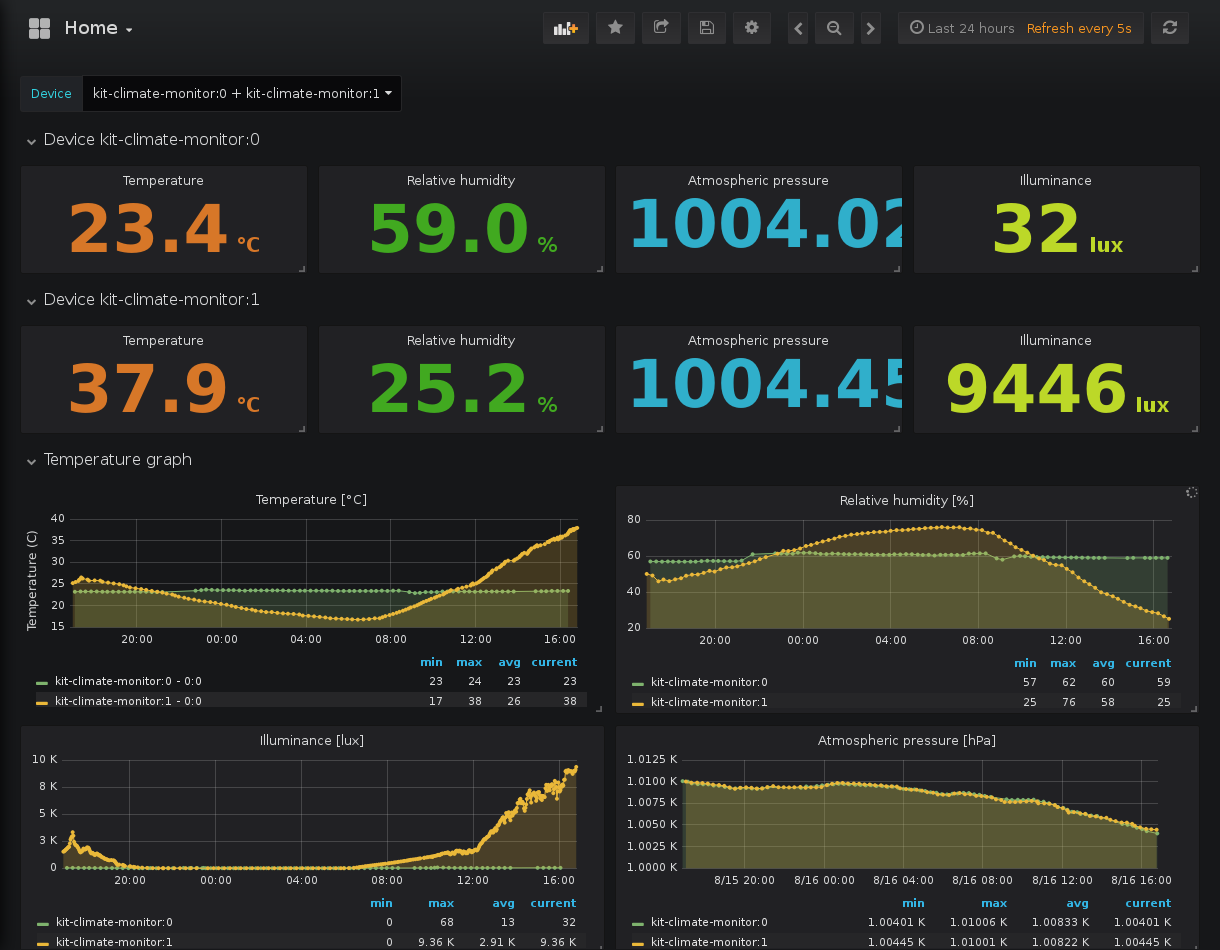 Home
Last 24 hours Refresh every 5s
Device kit-climate-monitor:0 + kit-climate-monitor:1
Device kit-climate-monitor:0
Temperature Relative humidity Atmospheric pressure Illuminance
23.4 °C 59.0 % 1004.02 32 lux
Device kit-climate-monitor:1
Temperature Relative humidity Atmospheric pressure Illuminance
37.9 °C 25.2 % 1004.45 9446 lux
Temperature graph
Temperature [°C]
Temperature (C)
40
35
30
25
20
15
20:00 00:00 04:00 08:00 12:00 16:00
min max avg current
kit-climate-monitor:0 - 0:0 23 24 23 23
kit-climate-monitor:1 - 0:0 17 38 26 38
Relative humidity [%]
80
60
40
20
20:00 00:00 04:00 08:00 12:00 16:00
min max avg current
kit-climate-monitor:0 57 62 60 59
kit-climate-monitor:1 25 76 58 25
Illuminance [lux]
10 K
8 K
5 K
3 K
0
20:00 00:00 04:00 08:00 12:00 16:00
min max avg current
kit-climate-monitor:0 0 68 13 32
kit-climate-monitor:1 0 9.36 K 2.91 K 9.36 K
Atmospheric pressure [hPa]
1.0125 K
1.0100 K
1.0075 K
1.0050 K
1.0025 K
1.0000 K
8/15 20:00 8/16 00:00 8/16 04:00 8/16 08:00 8/16 12:00 8/16 16:00
min max avg current
kit-climate-monitor:0 1.00401 K 1.01006 K 1.00833 K 1.00401 K
kit-climate-monitor:1 1.00445 K 1.01001 K 1.00822 K 1.00445 K